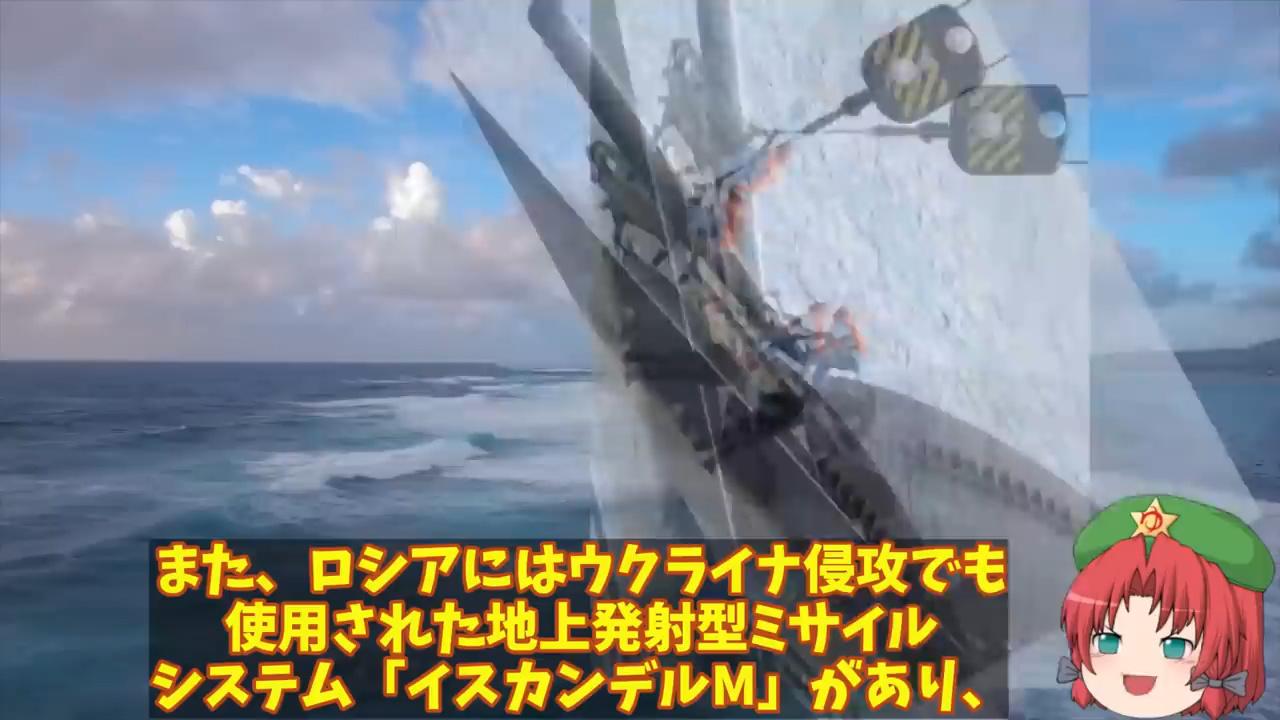 また、ロシアにはウクライナ侵攻でも
使用された地上発射型ミサイル
システム「イスカンデルM」があり、